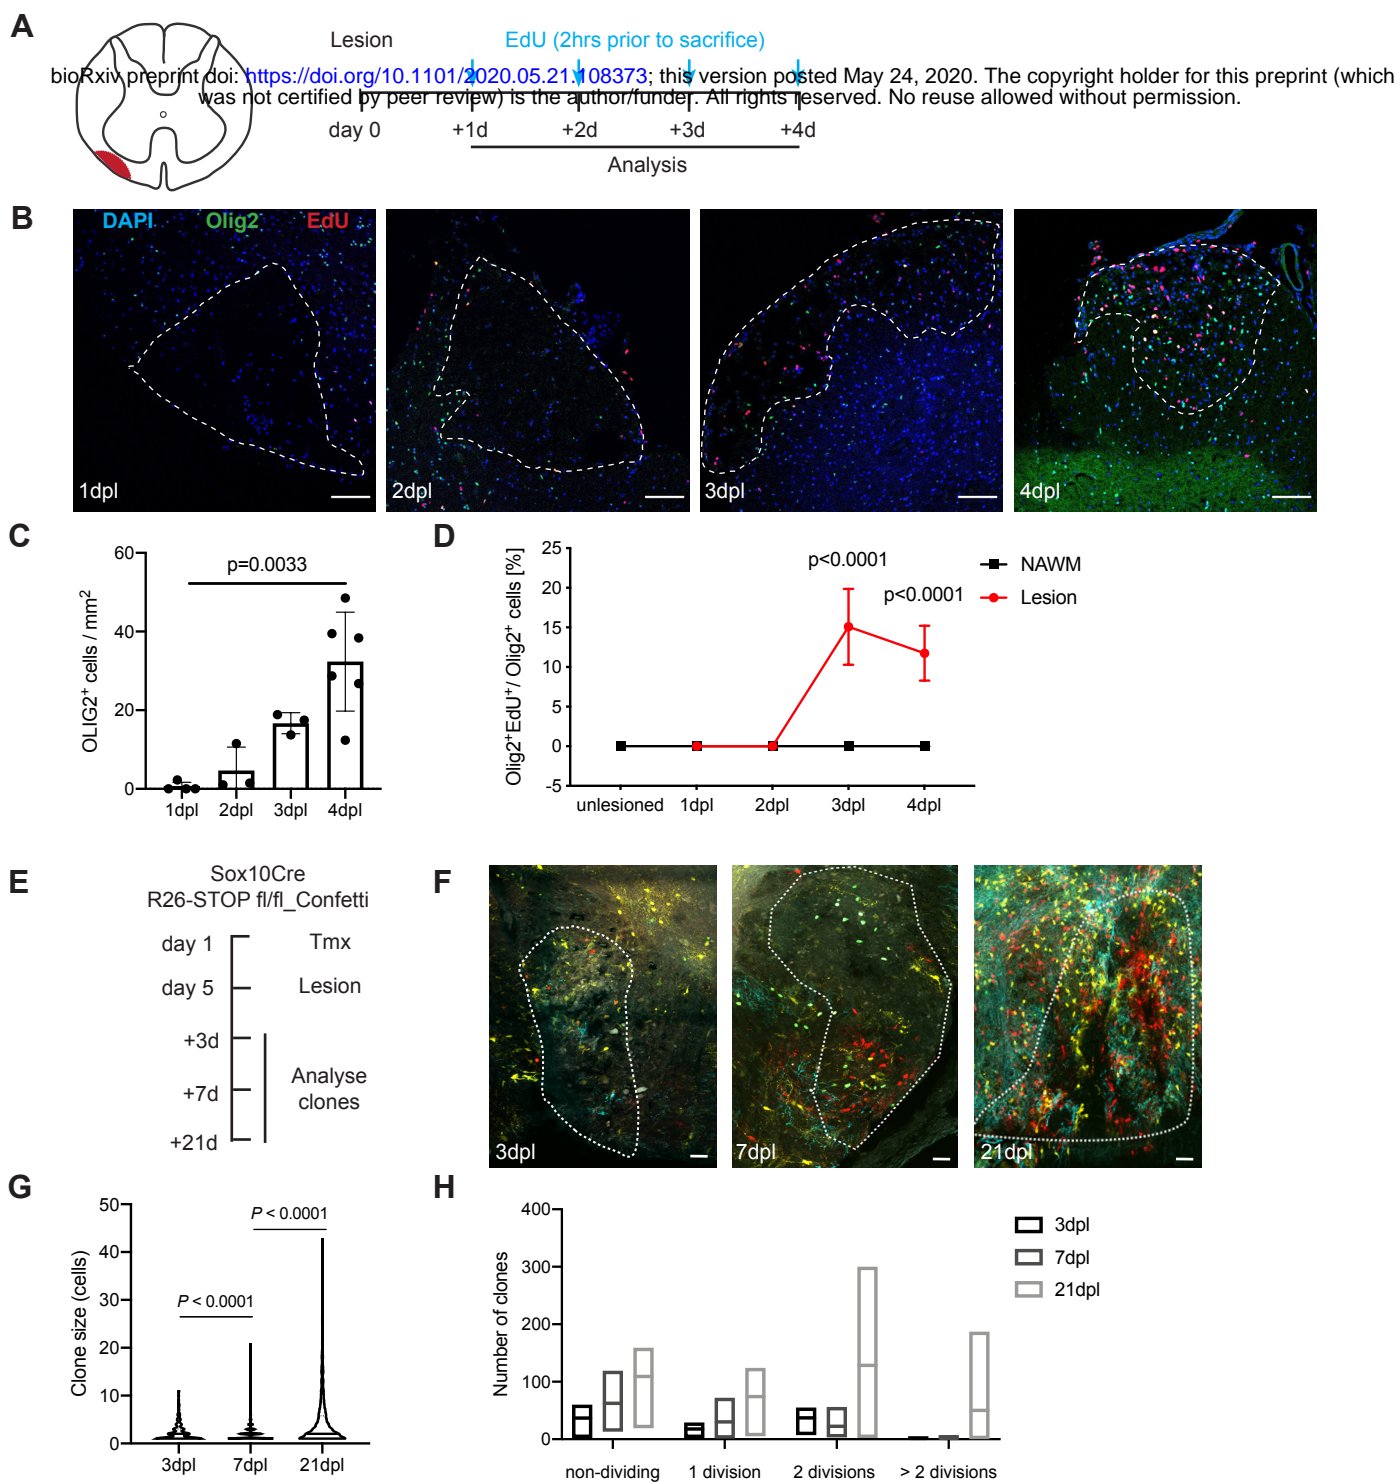 A
Lesion
EdU (2hrs prior to sacrifice)
bioRxiv preprint doi: https://doi.org/10.1101/2020.05.21.108373; this version posted May 24, 2020. The copyright holder for this preprint (which
was not certified by peer review) is the author/funder. All rights reserved. No reuse allowed without permission.
day 0 +1d +2d +3d +4d
Analysis
B
DAPI Olig2 EdU
1dpl 2dpl 3dpl 4dpl
C
OLIG2+ cells / mm2
60
40
20
0
p=0.0033
1dpl 2dpl 3dpl 4dpl
D
Olig2+EdU+/ Olig2+ cells [%]
25
20
15
10
5
0
-5
p<0.0001
p<0.0001
NAWM
Lesion
unlesioned 1dpl 2dpl 3dpl 4dpl
E
Sox10Cre
R26-STOP fl/fl_Confetti
day 1 Tmx
day 5 Lesion
+3d
+7d
+21d
Analyse
clones
F
3dpl 7dpl 21dpl
G
Clone size (cells)
50
40
30
20
10
0
P < 0.0001
P < 0.0001
3dpl 7dpl 21dpl
H
Number of clones
400
300
200
100
0
3dpl
7dpl
21dpl
non-dividing 1 division 2 divisions > 2 divisions